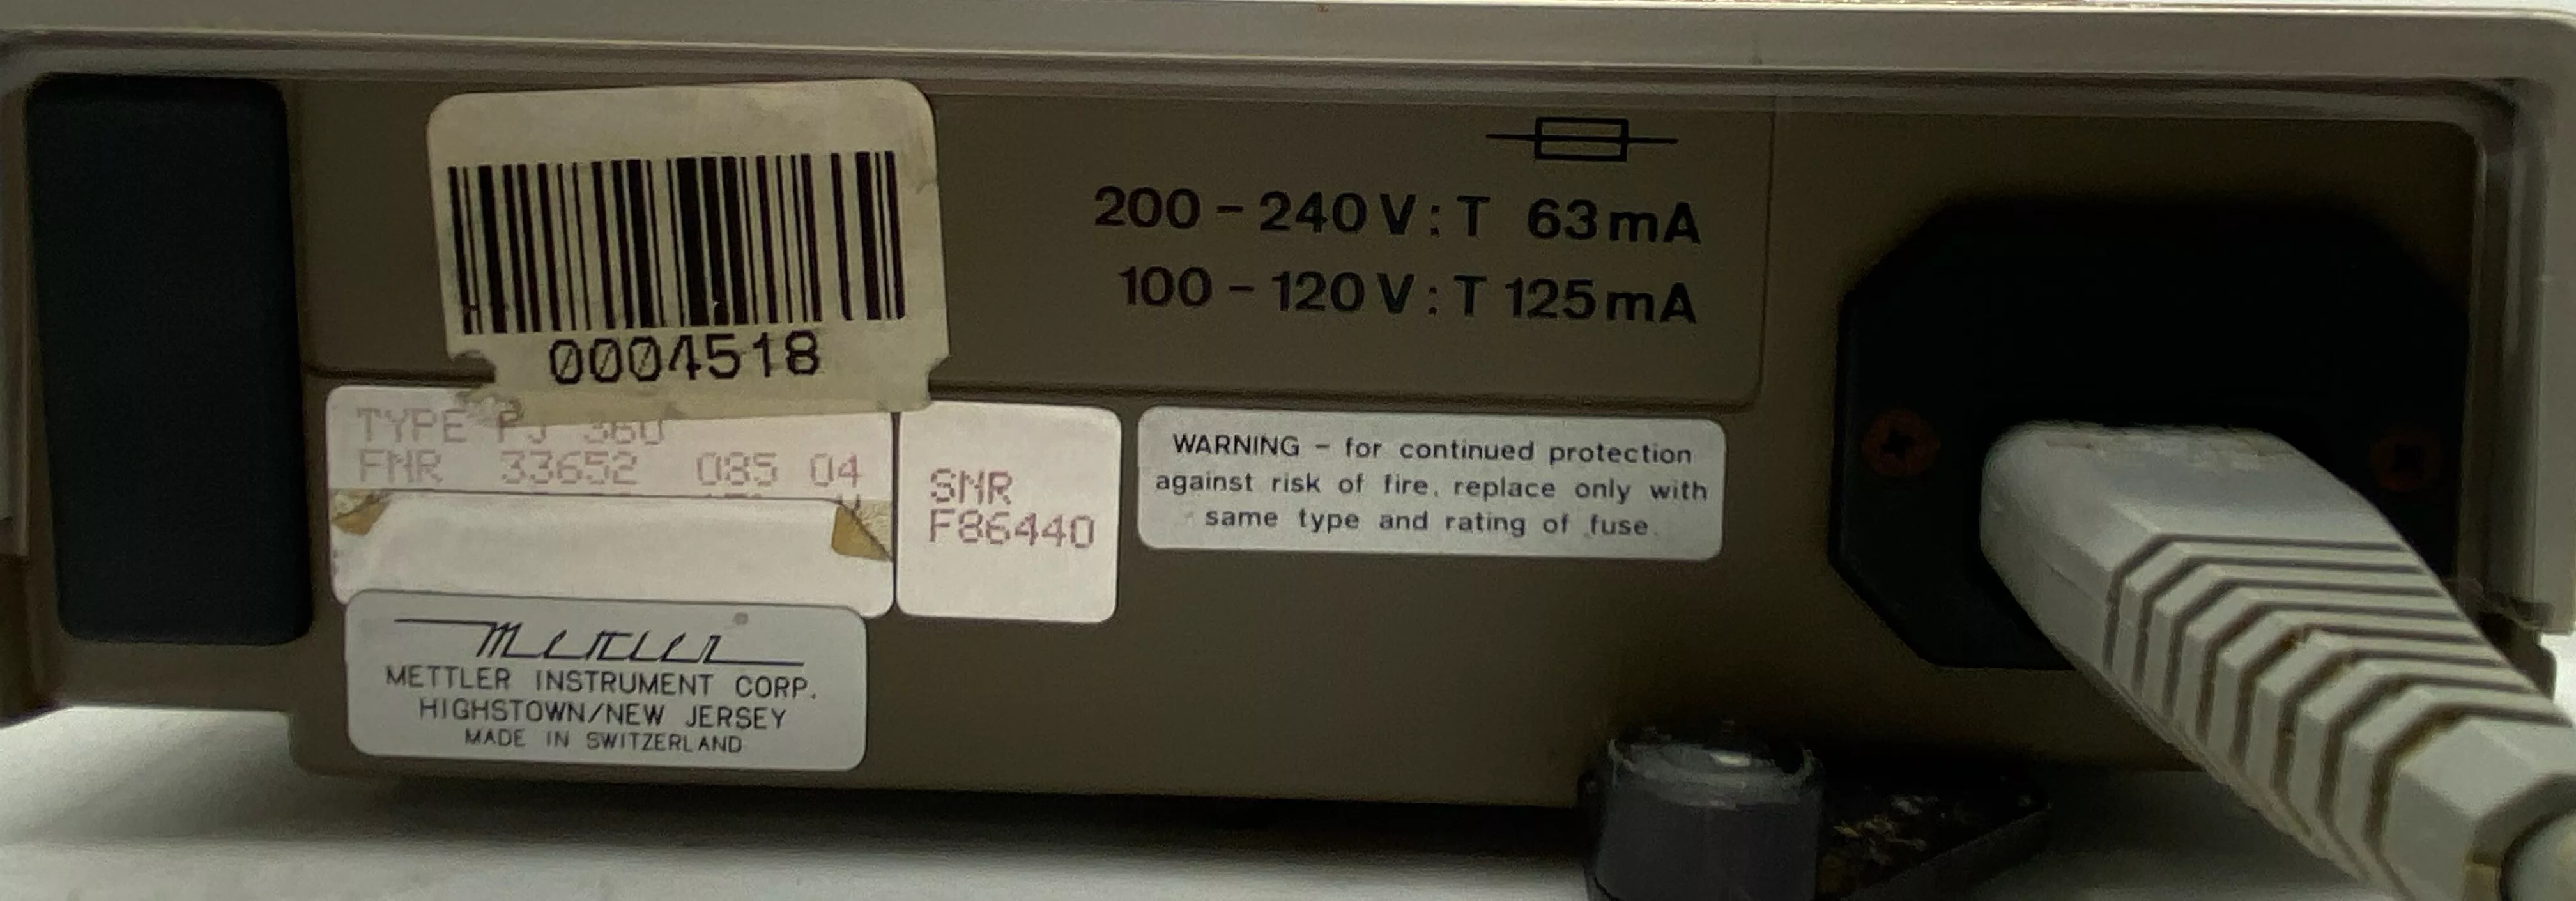 0004518
200 - 240 V : T 63 mA
100 - 120 V : T 125 mA
TYPE PJ 360
FNR 33652 085 04
SNR
F86440
WARNING - for continued protection
against risk of fire, replace only with
same type and rating of fuse.
Mettler®
METTLER INSTRUMENT CORP.
HIGHSTOWN/NEW JERSEY
MADE IN SWITZERLAND